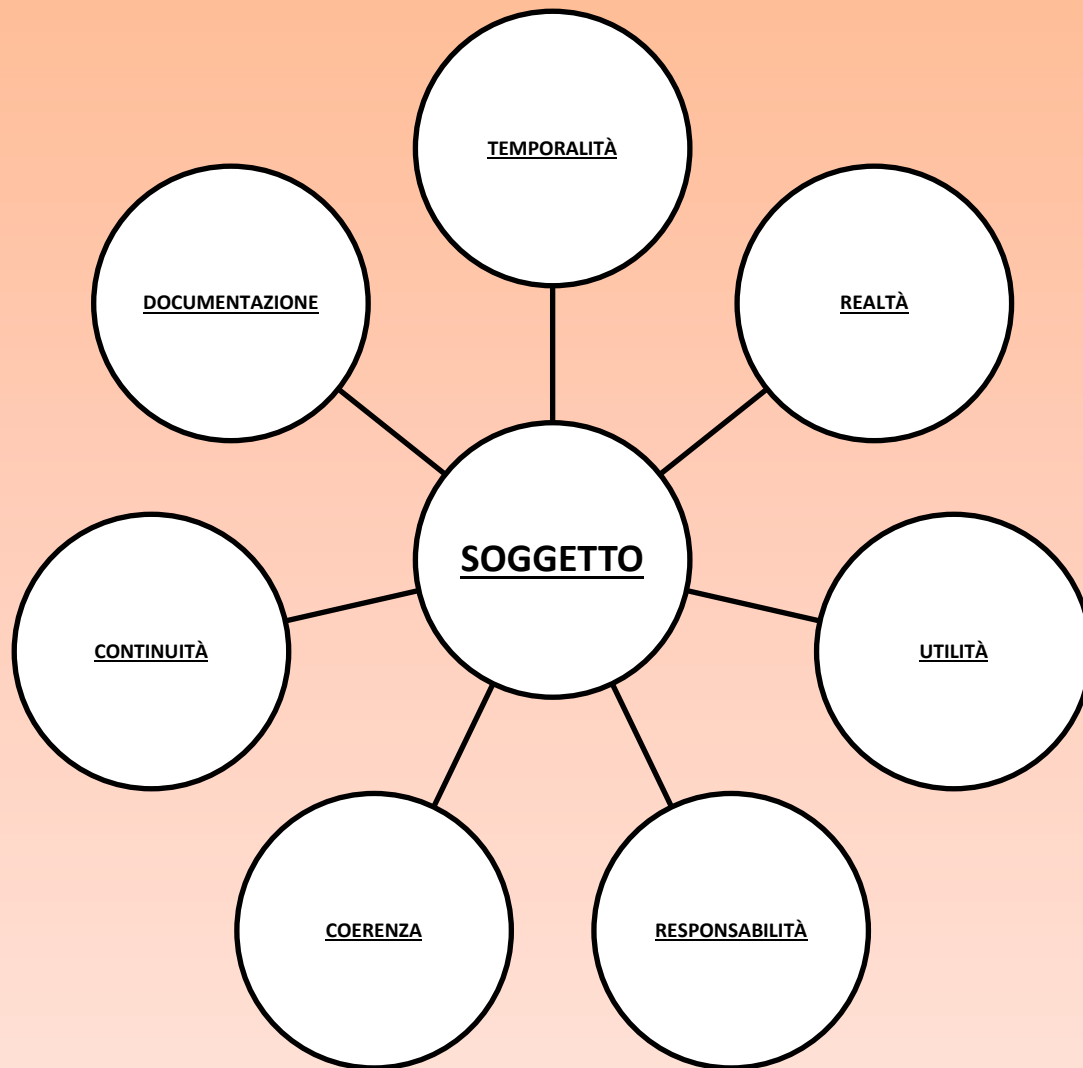 TEMPORALITÀ
DOCUMENTAZIONE
REALTÀ
SOGGETTO
CONTINUITÀ
UTILITÀ
COERENZA
RESPONSABILITÀ